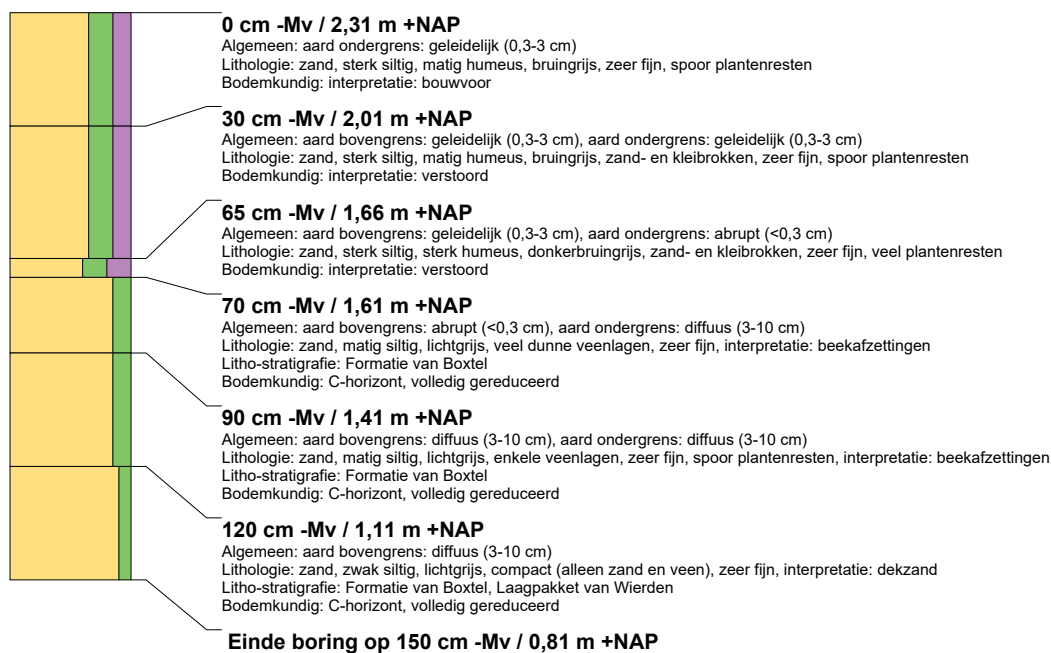 0 cm -Mv / 2,31 m +NAP
Algemeen: aard ondergrens: geleidelijk (0,3-3 cm)
Lithologie: zand, sterk siltig, matig humeus, bruingrijs, zeer fijn, spoor plantenresten
Bodemkundig: interpretatie: bouwvoor
30 cm -Mv / 2,01 m +NAP
Algemeen: aard bovengrens: geleidelijk (0,3-3 cm), aard ondergrens: geleidelijk (0,3-3 cm)
Lithologie: zand, sterk siltig, matig humeus, bruingrijs, zand- en kleibrokken, zeer fijn, spoor plantenresten
Bodemkundig: interpretatie: verstoord
65 cm -Mv / 1,66 m +NAP
Algemeen: aard bovengrens: geleidelijk (0,3-3 cm), aard ondergrens: abrupt (<0,3 cm)
Lithologie: zand, sterk siltig, sterk humeus, donkerbruingrijs, zand- en kleibrokken, zeer fijn, veel plantenresten
Bodemkundig: interpretatie: verstoord
70 cm -Mv / 1,61 m +NAP
Algemeen: aard bovengrens: abrupt (<0,3 cm), aard ondergrens: diffuus (3-10 cm)
Lithologie: zand, matig siltig, lichtgrijs, veel dunne veenlagen, zeer fijn, interpretatie: beekafzettingen
Litho-stratigrafie: Formatie van Boxtel
Bodemkundig: C-horizont, volledig gereduceerd
90 cm -Mv / 1,41 m +NAP
Algemeen: aard bovengrens: diffuus (3-10 cm), aard ondergrens: diffuus (3-10 cm)
Lithologie: zand, matig siltig, lichtgrijs, enkele veenlagen, zeer fijn, spoor plantenresten, interpretatie: beekafzettingen
Litho-stratigrafie: Formatie van Boxtel
Bodemkundig: C-horizont, volledig gereduceerd
120 cm -Mv / 1,11 m +NAP
Algemeen: aard bovengrens: diffuus (3-10 cm)
Lithologie: zand, zwak siltig, lichtgrijs, compact (alleen zand en veen), zeer fijn, interpretatie: dekzand
Litho-stratigrafie: Formatie van Boxtel, Laagpakket van Wierden
Bodemkundig: C-horizont, volledig gereduceerd
Einde boring op 150 cm -Mv / 0,81 m +NAP